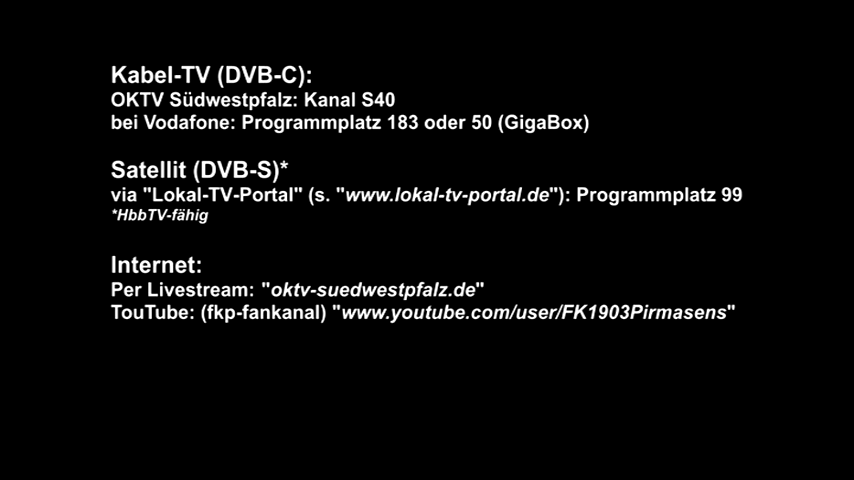 Kabel-TV (DVB-C):
OKTV Südwestpfalz: Kanal S40
bei Vodafone: Programmplatz 183 oder 50 (GigaBox)
Satellit (DVB-S)*
via "Lokal-TV-Portal" (s. "www.lokal-tv-portal.de"): Programmplatz 99
*HbbTV-fähig
Internet:
Per Livestream: "oktv-suedwestpfalz.de"
TouTube: (fkp-fankanal) "www.youtube.com/user/FK1903Pirmasens"